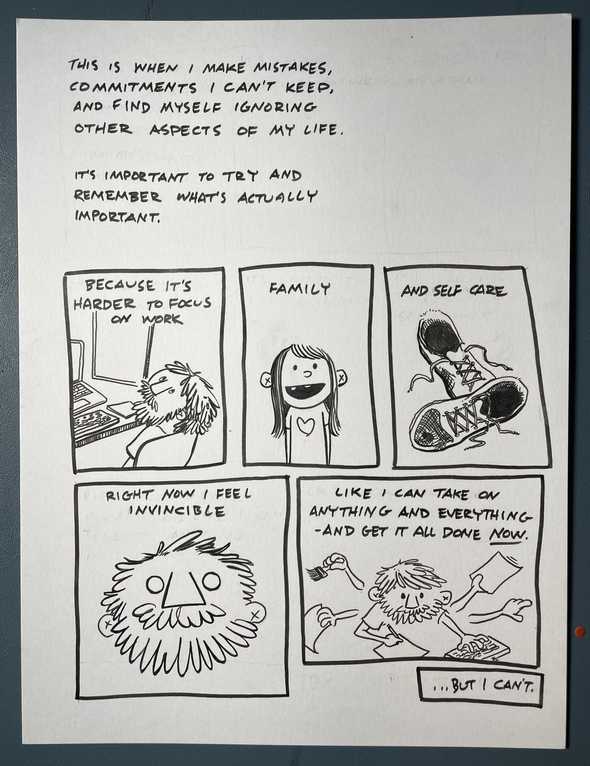 THIS IS WHEN I MAKE MISTAKES,
COMMITMENTS I CAN'T KEEP,
AND FIND MYSELF IGNORING
OTHER ASPECTS OF MY LIFE.
IT'S IMPORTANT TO TRY AND
REMEMBER WHAT'S ACTUALLY
IMPORTANT.
BECAUSE IT'S
HARDER TO FOCUS
ON WORK
FAMILY
AND SELF CARE
RIGHT NOW I FEEL
INVINCIBLE
LIKE I CAN TAKE ON
ANYTHING AND EVERYTHING
-AND GET IT ALL DONE NOW.
...BUT I CAN'T.